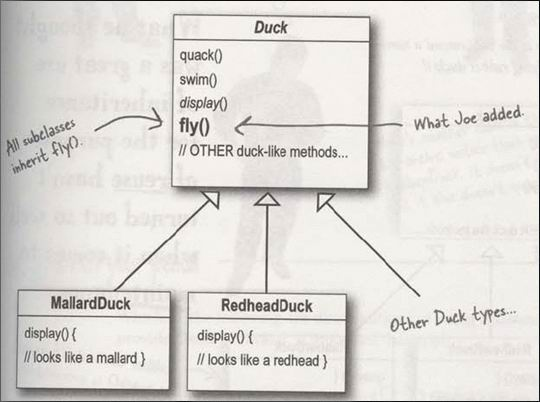 Duck
quack()
swim()
display()
fly()
// OTHER duck-like methods...
All subclasses
inherit fly().
What Joe added.
MallardDuck
display() {
// looks like a mallard }
RedheadDuck
display() {
// looks like a redhead }
Other Duck types...